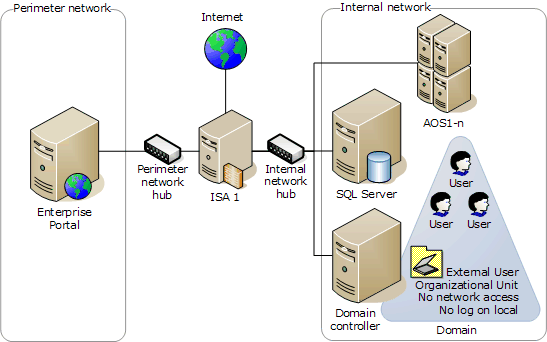 Perimeter network
Internal network
Internet
AOS1-n
Perimeter
network
hub
ISA 1
Internal
network
hub
SQL Server
Enterprise
Portal
User
User
User
External User
Organizational Unit
No network access
No log on local
Domain
controller
Domain